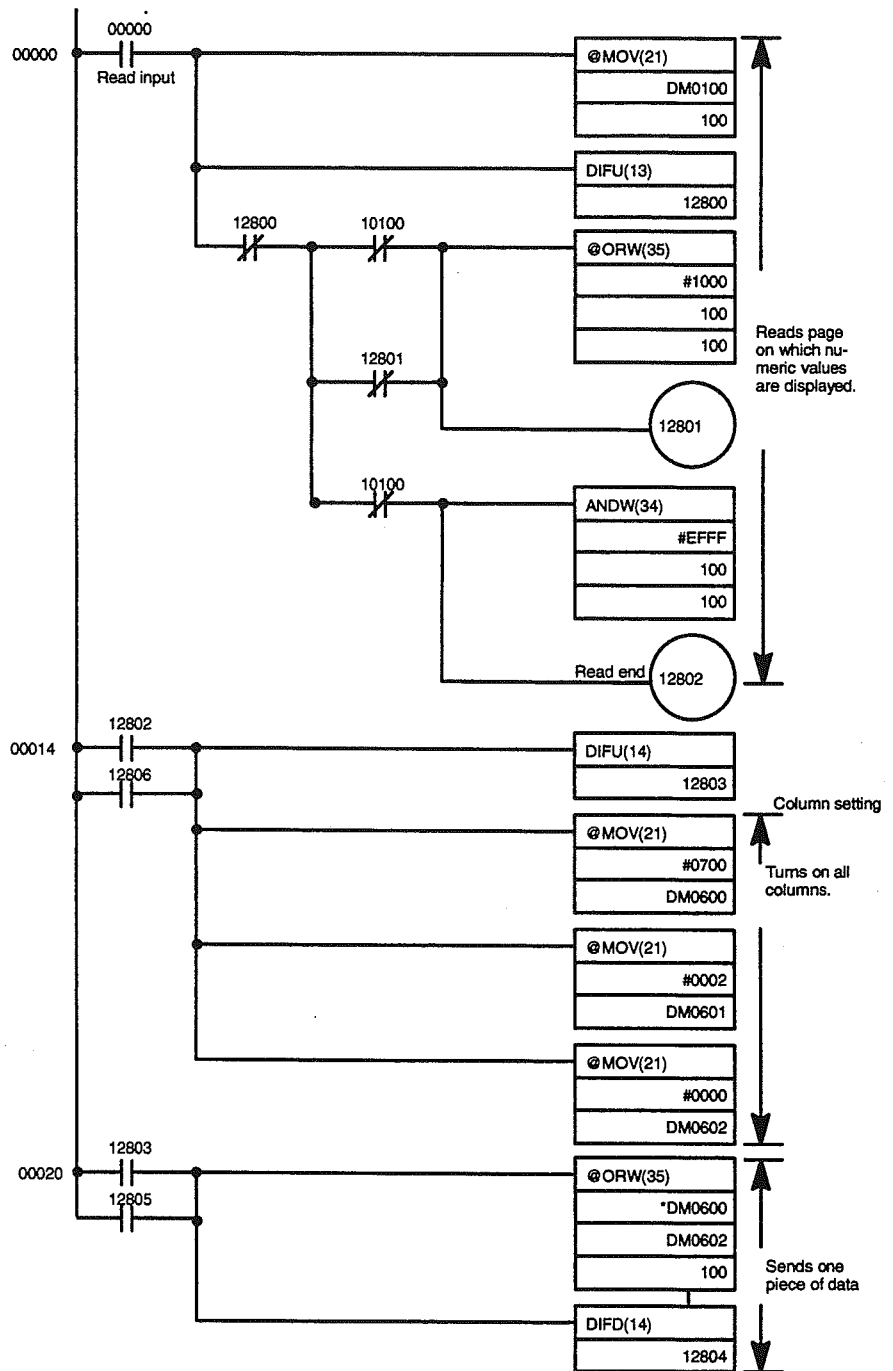 00000
00000
Read input
@MOV(21)
DM0100
100
DIFU(13)
12800
12800
10100
@ORW(35)
#1000
100
100
Reads page
on which nu-
meric values
are displayed.
12801
12801
10100
ANDW(34)
#EFFF
100
100
Read end
12802
00014
12802
12806
DIFU(14)
12803
Column setting
@MOV(21)
#0700
DM0600
Turns on all
columns.
@MOV(21)
#0002
DM0601
@MOV(21)
#0000
DM0602
00020
12803
12805
@ORW(35)
*DM0600
DM0602
100
Sends one
piece of data
DIFD(14)
12804